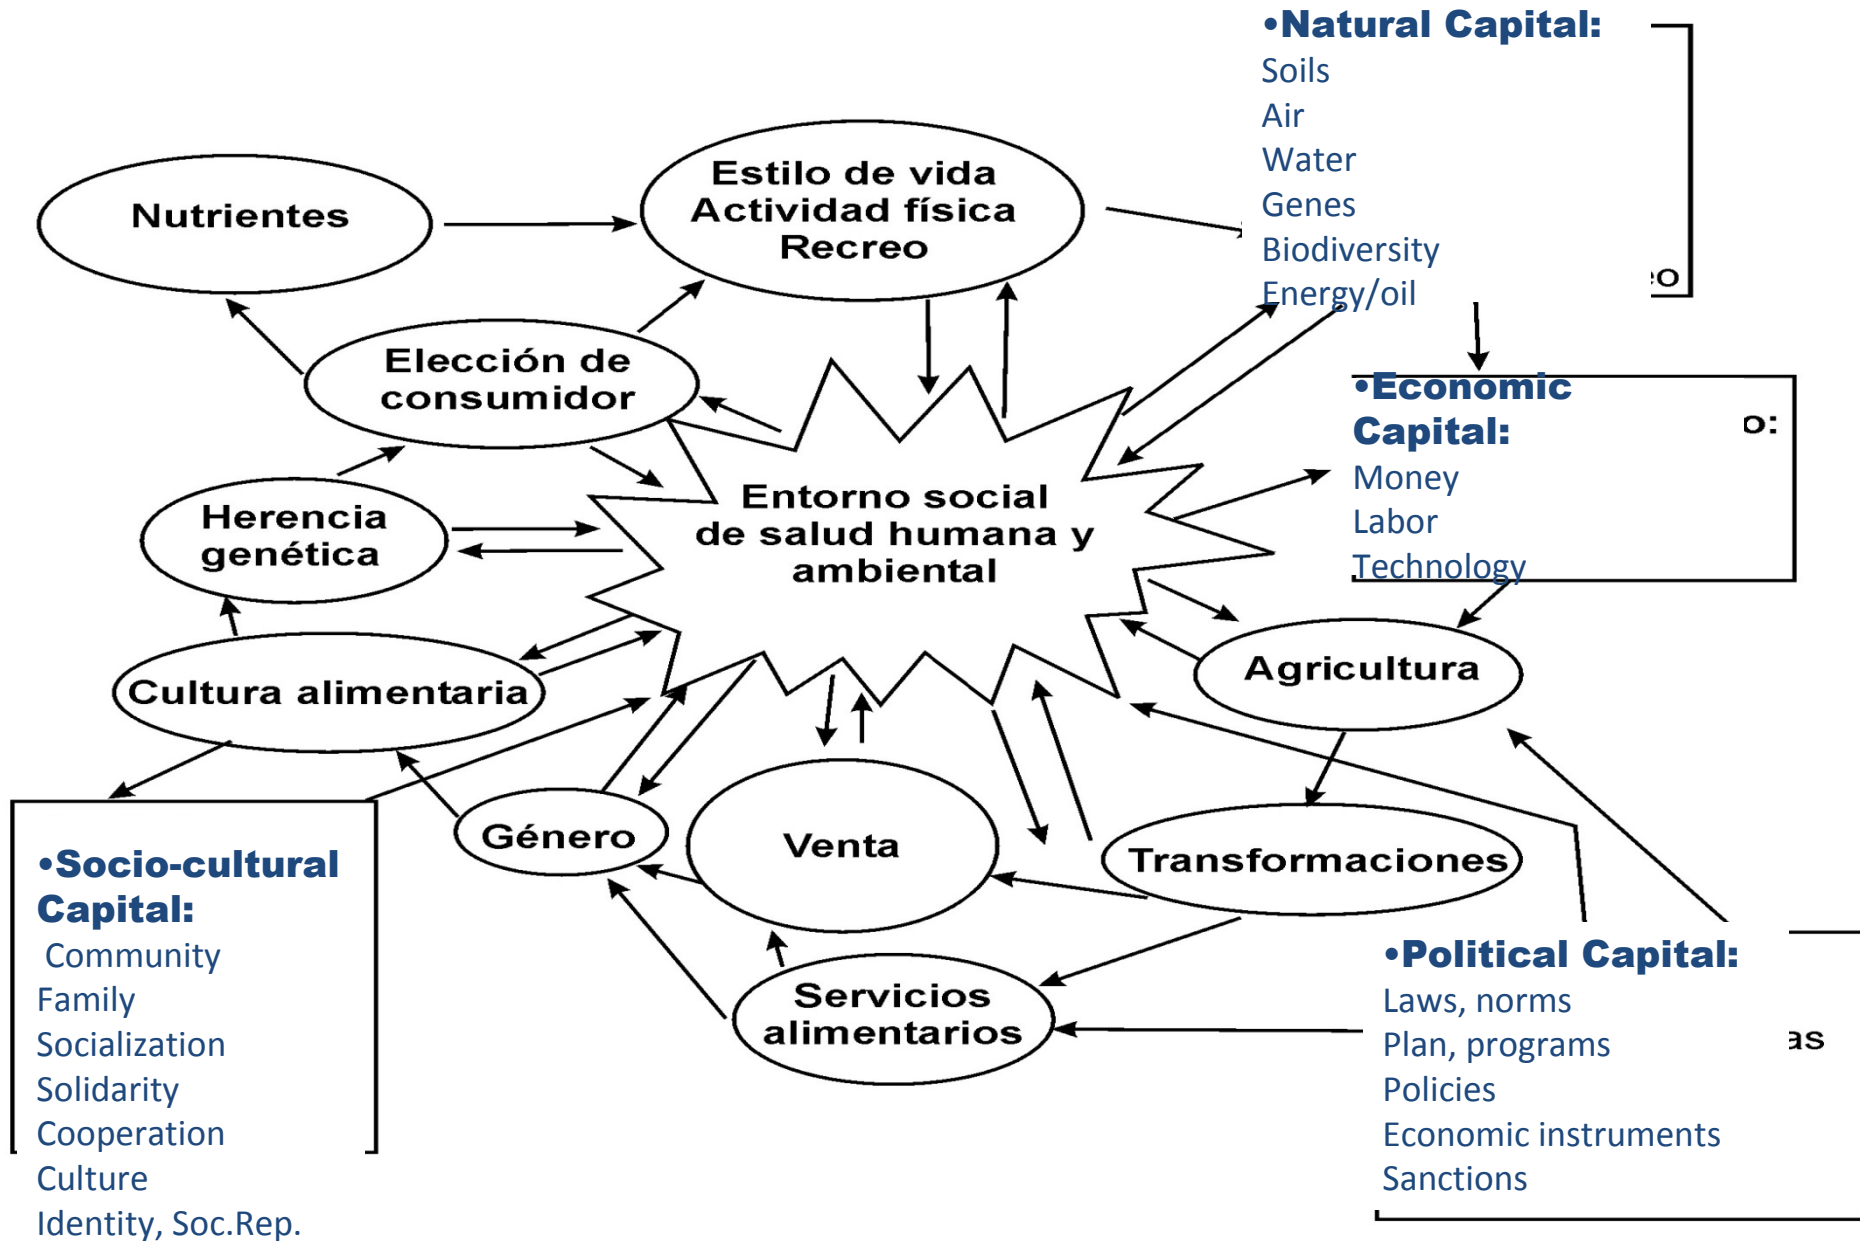 •Natural Capital:
Soils
Air
Water
Genes
Biodiversity
Energy/oil
Nutrientes
Estilo de vida
Actividad física
Recreo
Elección de
consumidor
•Economic
Capital:
o:
Money
Labor
Technology
Entorno social
de salud humana y
ambiental
Herencia
genética
Agricultura
Cultura alimentaria
Género
Venta
Transformaciones
•Socio-cultural
Capital:
Community
Family
Socialization
Solidarity
Cooperation
Culture
Identity, Soc.Rep.
Servicios
alimentarios
•Political Capital:
Laws, norms
Plan, programs
as
Policies
Economic instruments
Sanctions